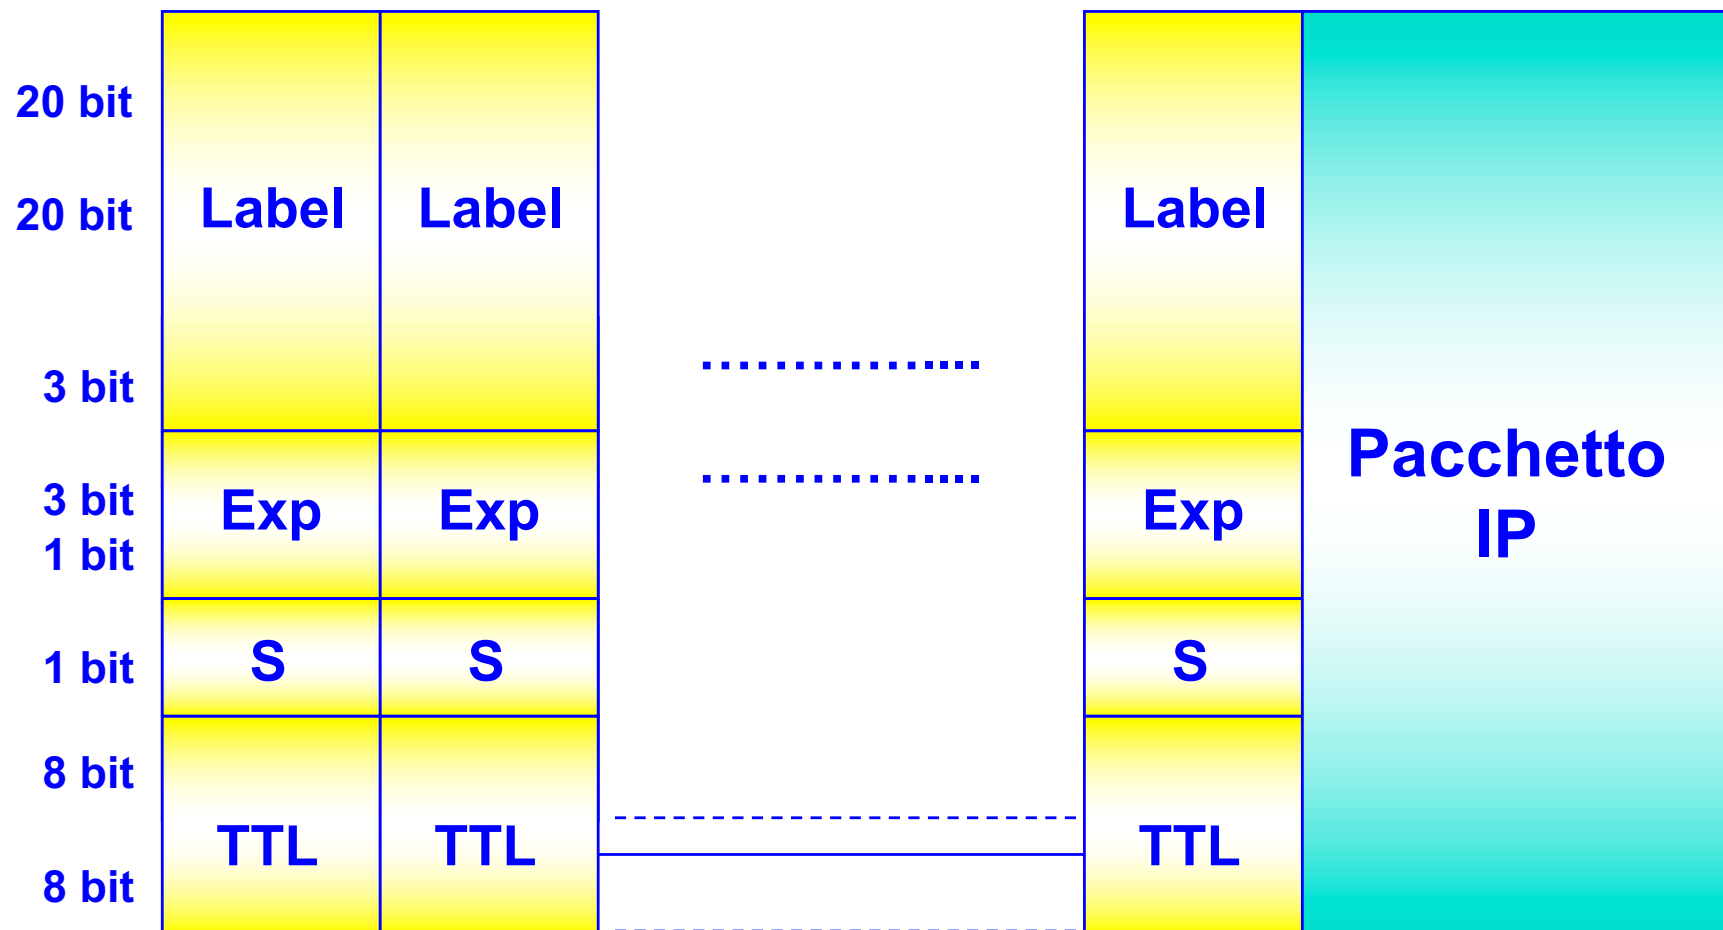 20 bit
20 bit
Label
Label
Label
3 bit
3 bit
1 bit
Exp
Exp
Exp
Pacchetto
IP
1 bit
S
S
S
8 bit
8 bit
TTL
TTL
TTL